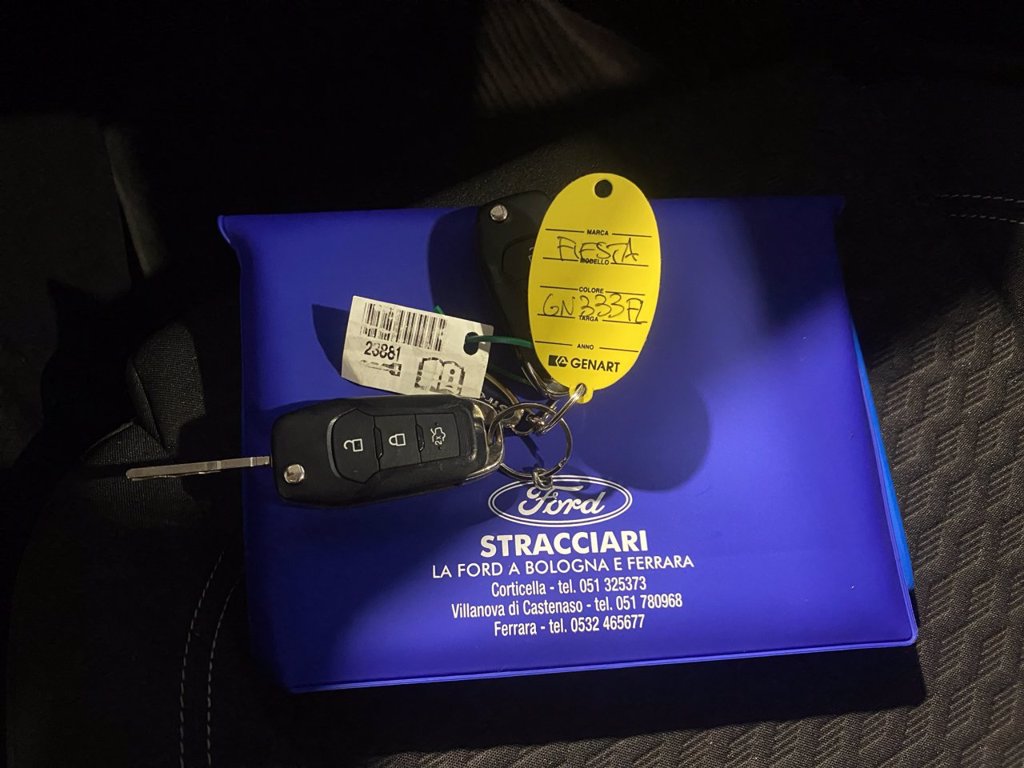 MARCA
FIESTA
MODELLO
COLORE
GN333FL
TARGA
ANNO
GENART
23881
Ford
STRACCIARI
LA FORD A BOLOGNA E FERRARA
Corticella - tel. 051 325373
Villanova di Castenaso - tel. 051 780968
Ferrara - tel. 0532 465677